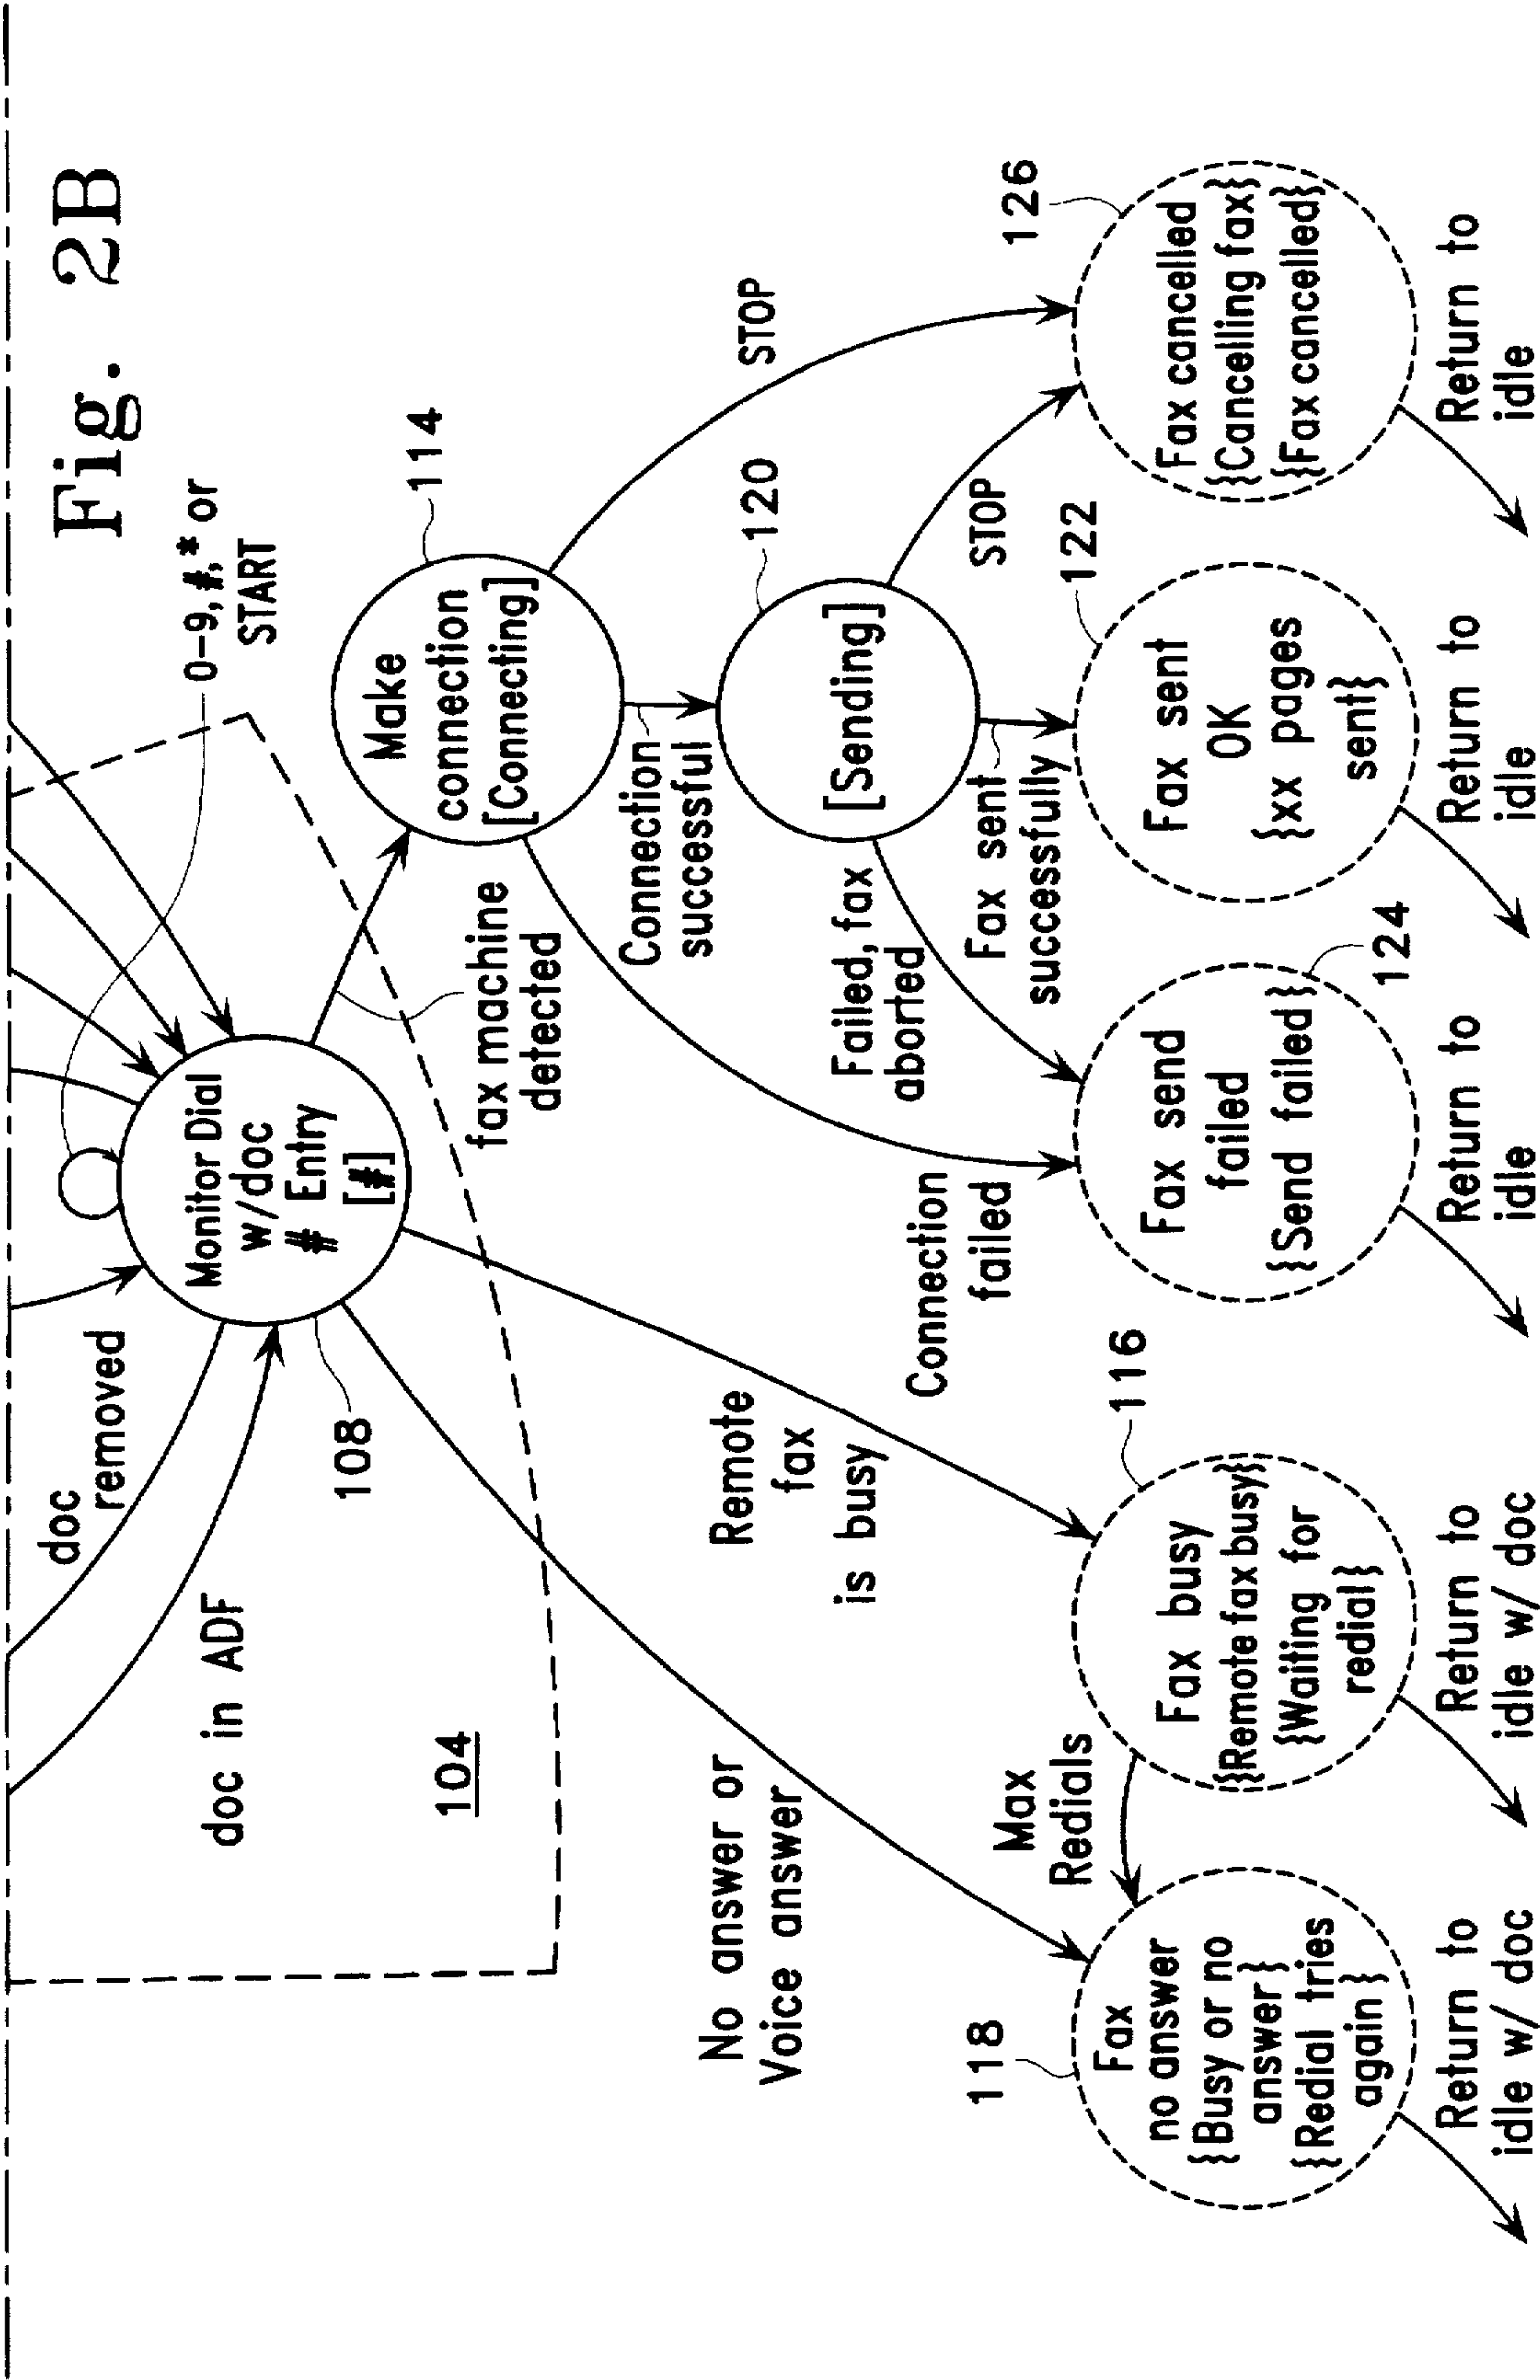 Fig. 2B
doc
removed
0-9,#,* or
START
Monitor Dial
w/doc
# Entry
[#]
108
doc in ADF
104
fax machine
detected
Make
connection
[Connecting]
114
No answer or
Voice answer
Remote
fax
is busy
Connection
failed
Connection
successful
STOP
[Sending]
120
Failed, fax
aborted
Fax sent
successfully
STOP
Max
Redials
118
Fax
no answer
{Busy or no
answer}
{Redial tries
again}
Return to
idle w/ doc
116
Fax busy
{Remote fax busy}
{Waiting for
redial}
Return to
idle w/ doc
124
Fax send
failed
{Send failed}
Return to
idle
122
Fax sent
OK
{xx pages
sent}
Return to
idle
126
Fax cancelled
{Cancelling fax}
{Fax cancelled}
Return to
idle